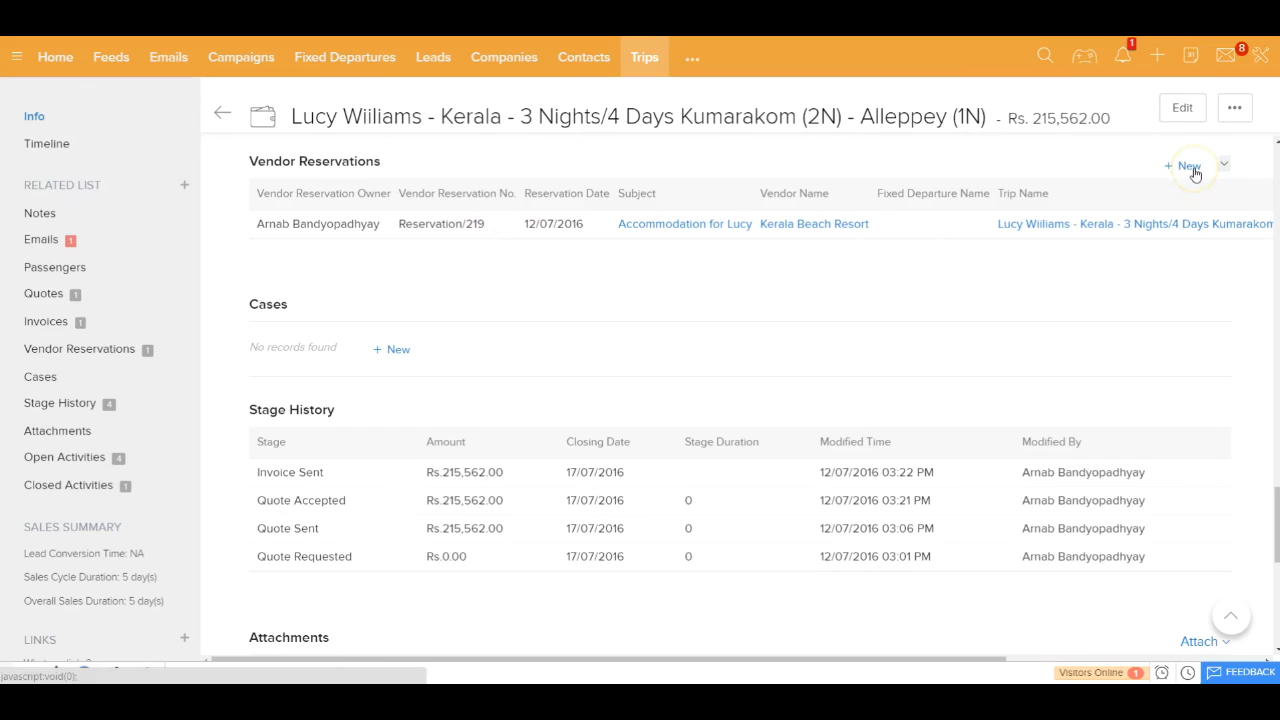 Home Feeds Emails Campaigns Fixed Departures Leads Companies Contacts Trips ... 1 31 8
Info
Timeline
RELATED LIST +
Notes
Emails 1
Passengers
Quotes 1
Invoices 1
Vendor Reservations 1
Cases
Stage History 4
Attachments
Open Activities 4
Closed Activities 1
SALES SUMMARY
Lead Conversion Time: NA
Sales Cycle Duration: 5 day(s)
Overall Sales Duration: 5 day(s)
LINKS +
javascript:void(0);
Lucy Wiiliams - Kerala - 3 Nights/4 Days Kumarakom (2N) - Alleppey (1N) - Rs. 215,562.00 Edit ...
Vendor Reservations + New
Vendor Reservation Owner Vendor Reservation No. Reservation Date Subject Vendor Name Fixed Departure Name Trip Name
Arnab Bandyopadhyay Reservation/219 12/07/2016 Accommodation for Lucy Kerala Beach Resort Lucy Wiiliams - Kerala - 3 Nights/4 Days Kumarakom
Cases
No records found + New
Stage History
Stage Amount Closing Date Stage Duration Modified Time Modified By
Invoice Sent Rs.215,562.00 17/07/2016 12/07/2016 03:22 PM Arnab Bandyopadhyay
Quote Accepted Rs.215,562.00 17/07/2016 0 12/07/2016 03:21 PM Arnab Bandyopadhyay
Quote Sent Rs.215,562.00 17/07/2016 0 12/07/2016 03:06 PM Arnab Bandyopadhyay
Quote Requested Rs.0.00 17/07/2016 0 12/07/2016 03:01 PM Arnab Bandyopadhyay
Attachments Attach
Visitors Online 1 FEEDBACK